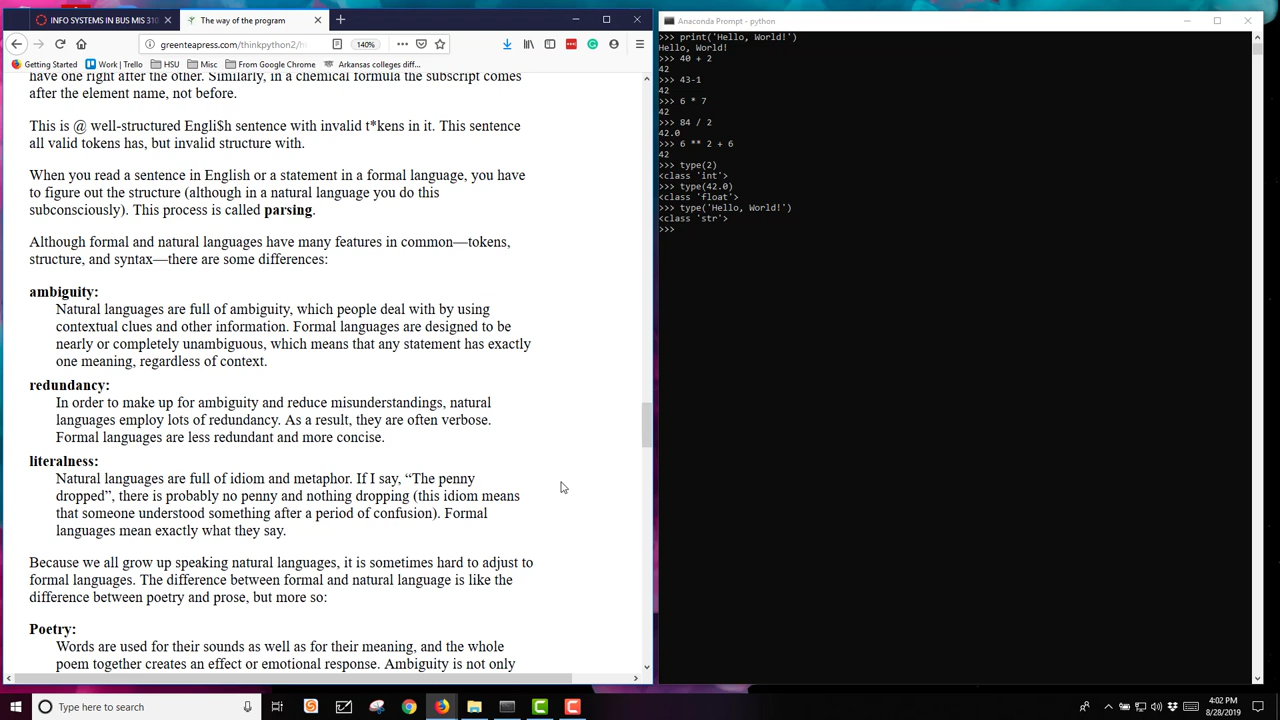 INFO SYSTEMS IN BUS MIS 310
The way of the program
greenteapress.com/thinkpython2/h
140%
Getting Started
Work | Trello
HSU
Misc
From Google Chrome
Arkansas colleges diff...
have one right after the other. Similarly, in a chemical formula the subscript comes
after the element name, not before.
This is @ well-structured Engli$h sentence with invalid t*kens in it. This sentence
all valid tokens has, but invalid structure with.
When you read a sentence in English or a statement in a formal language, you have
to figure out the structure (although in a natural language you do this
subconsciously). This process is called parsing.
Although formal and natural languages have many features in common—tokens,
structure, and syntax—there are some differences:
ambiguity:
Natural languages are full of ambiguity, which people deal with by using
contextual clues and other information. Formal languages are designed to be
nearly or completely unambiguous, which means that any statement has exactly
one meaning, regardless of context.
redundancy:
In order to make up for ambiguity and reduce misunderstandings, natural
languages employ lots of redundancy. As a result, they are often verbose.
Formal languages are less redundant and more concise.
literalness:
Natural languages are full of idiom and metaphor. If I say, “The penny
dropped”, there is probably no penny and nothing dropping (this idiom means
that someone understood something after a period of confusion). Formal
languages mean exactly what they say.
Because we all grow up speaking natural languages, it is sometimes hard to adjust to
formal languages. The difference between formal and natural language is like the
difference between poetry and prose, but more so:
Poetry:
Words are used for their sounds as well as for their meaning, and the whole
poem together creates an effect or emotional response. Ambiguity is not only
Anaconda Prompt - python
>>> print('Hello, World!')
Hello, World!
>>> 40 + 2
42
>>> 43-1
42
>>> 6 * 7
42
>>> 84 / 2
42.0
>>> 6 ** 2 + 6
42
>>> type(2)
<class 'int'>
>>> type(42.0)
<class 'float'>
>>> type('Hello, World!')
<class 'str'>
>>>
Type here to search
4:02 PM
8/28/2019